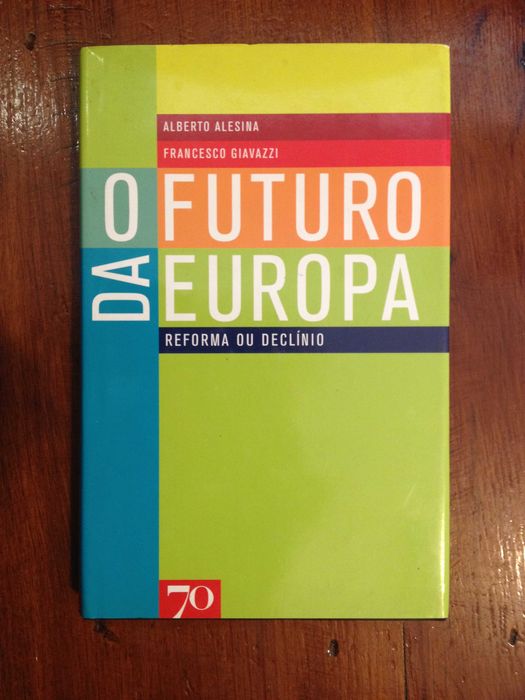 ALBERTO ALESINA
FRANCESCO GIAVAZZI
O FUTURO
DA EUROPA
REFORMA OU DECLÍNIO
70